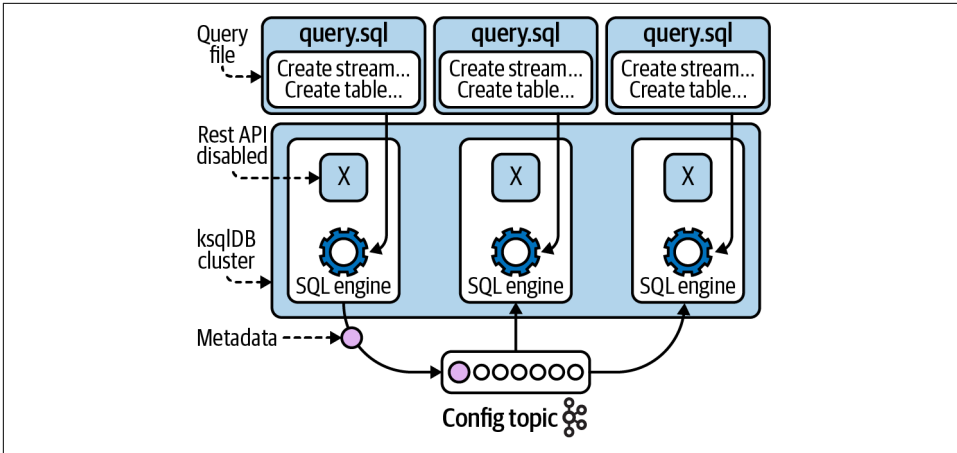 Query
file
query.sql
Create stream...
Create table...
query.sql
Create stream...
Create table...
query.sql
Create stream...
Create table...
Rest API
disabled
X
X
X
ksqlDB
cluster
SQL engine
SQL engine
SQL engine
Metadata
Config topic